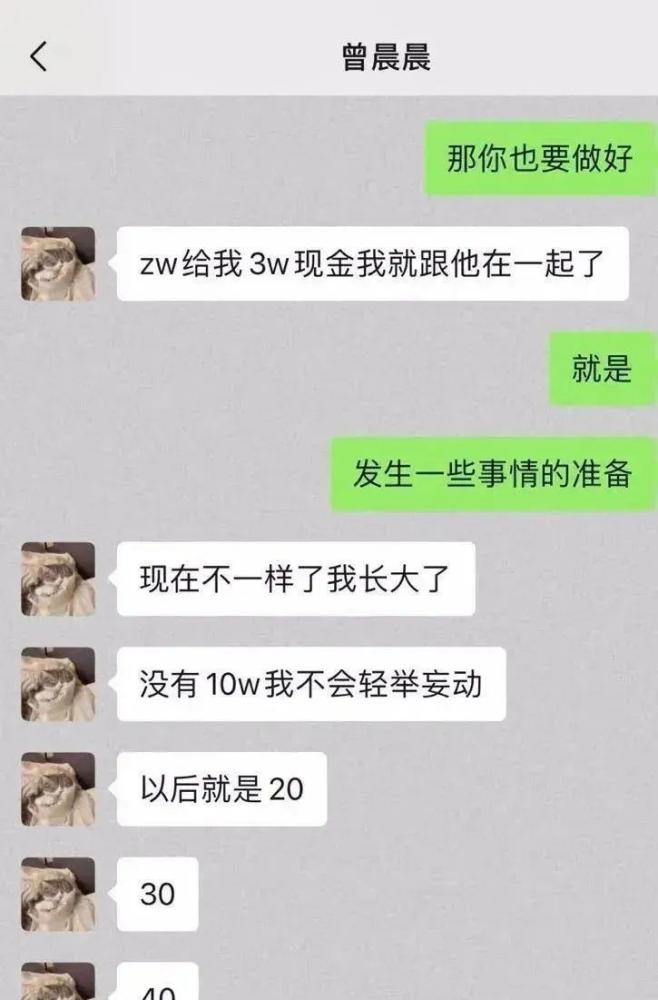 曾晨晨
那你也要做好
zw给我3w现金我就跟他在一起了
就是
发生一些事情的准备
现在不一样了我长大了
没有10w我不会轻举妄动
以后就是20
30
40